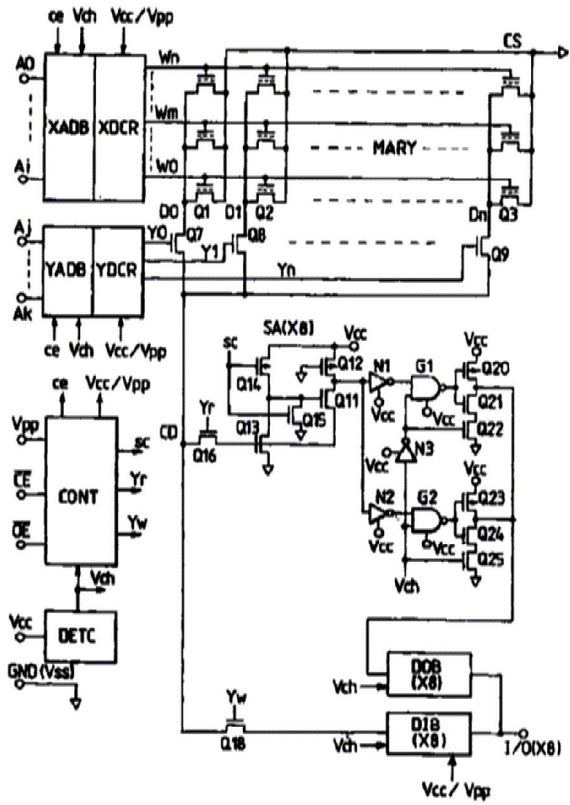 ce Vch Vcc/Vpp
CS
A0
Wn
XADB XDCR
Wm
MARY
Ai
W0
D0 Q1 D1 Q2 Dn Q3
Aj
Y0 Q7 Y1 Q8
Q9
YADB YDCR
Yn
Ak
ce Vch Vcc/Vpp
SA(X8)
sc
Vcc
Q14 Q12
N1 G1
Vcc
Q20
Q11
Q15
Vcc
Vcc
Q21
Yr
Q13
Q22
CD
Q16
Vcc
N3
Vcc
ce Vcc/Vpp
Vpp
sc
CE
CONT
Yr
OE
Yw
N2 G2
Q23
Q24
Vcc
Vcc
Q25
Vch
Vch
Vcc
DETC
GND(Vss)
DOB
(X8)
Vch
Yw
Q18
DIB
(X8)
Vch
I/O(X8)
Vcc/Vpp